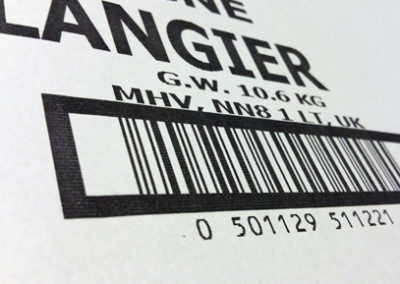 LANGIER
G.W. 10.6 KG
MHV, NN8 1 LT, UK
0 501129 511221